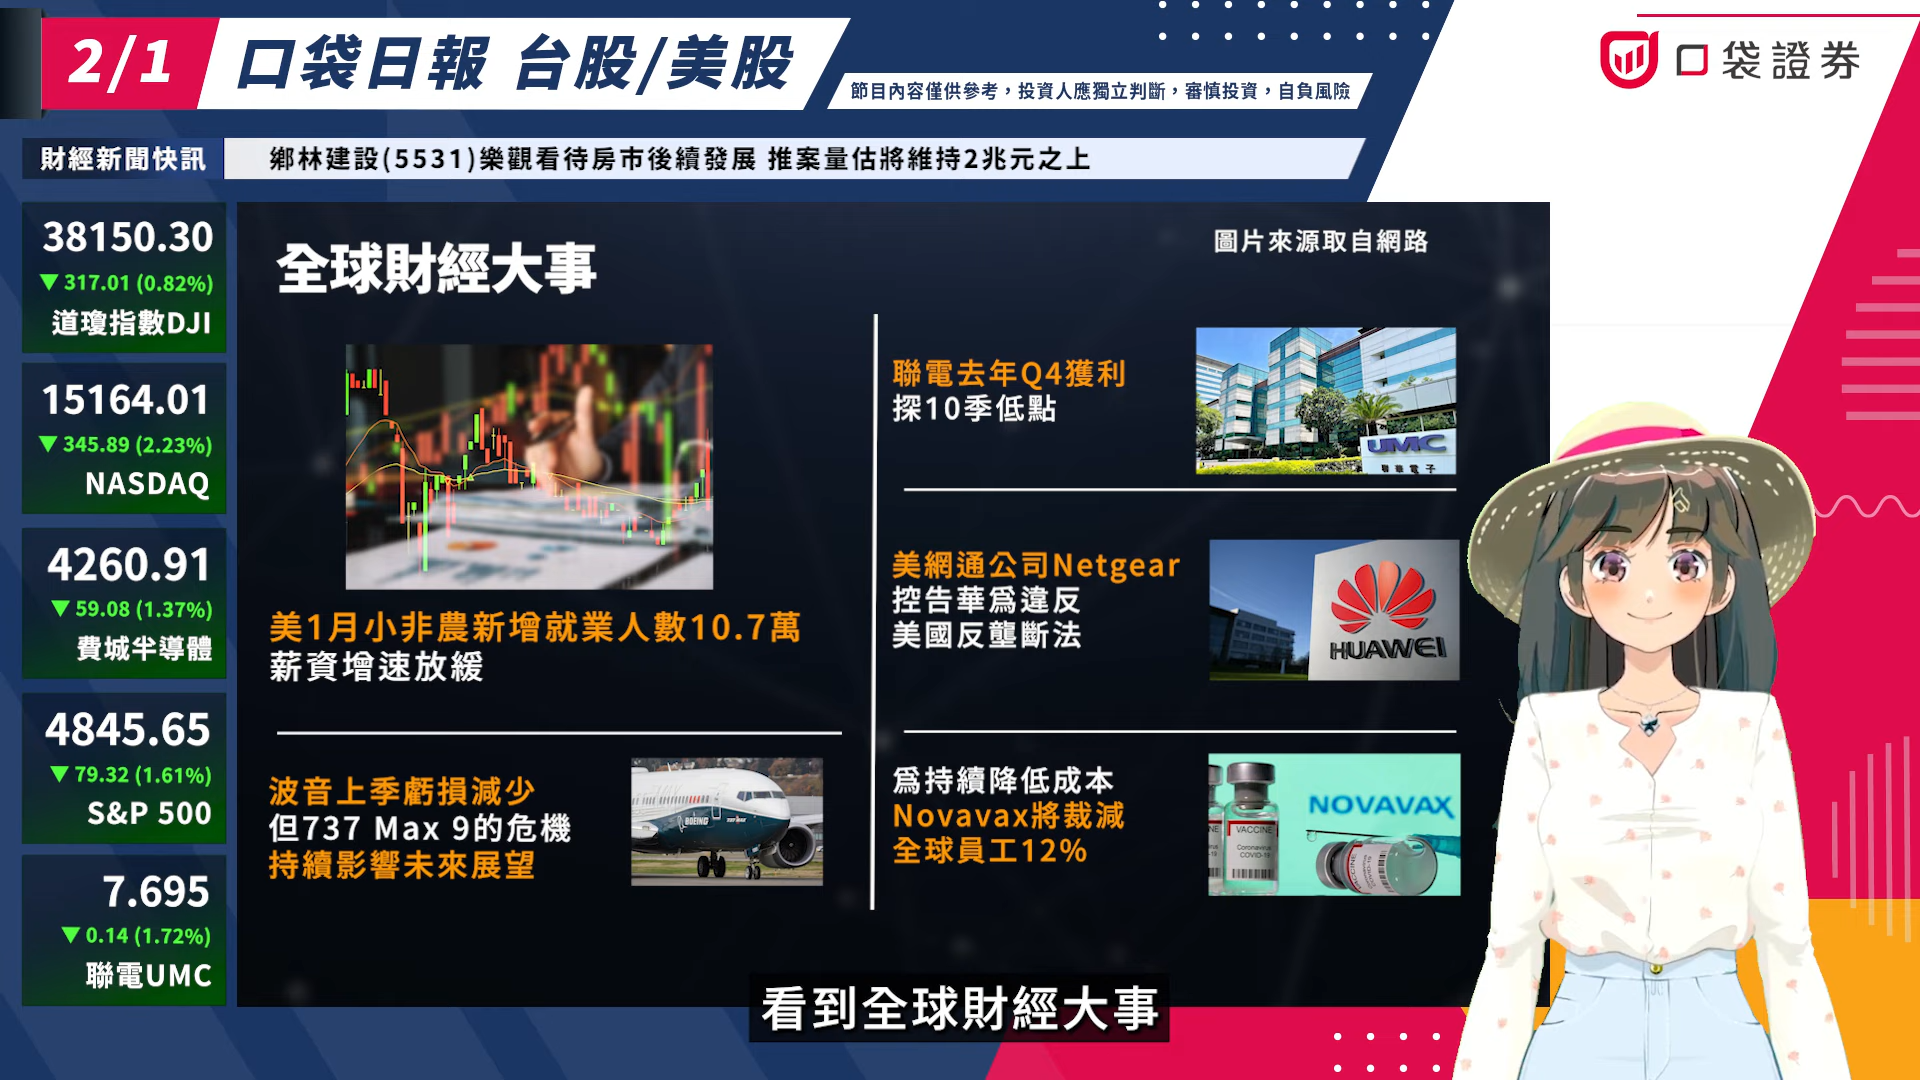 2/1
口袋日報 台股/美股
節目內容僅供參考，投資人應獨立判斷，審慎投資，自負風險
口袋證券
財經新聞快訊
鄉林建設(5531)樂觀看待房市後續發展 推案量估將維持2兆元之上
38150.30
▼317.01 (0.82%)
道瓊指數DJI
15164.01
▼345.89 (2.23%)
NASDAQ
4260.91
▼59.08 (1.37%)
費城半導體
4845.65
▼79.32 (1.61%)
S&P 500
7.695
▼0.14 (1.72%)
聯電UMC
全球財經大事
圖片來源取自網路
美1月小非農新增就業人數10.7萬
薪資增速放緩
波音上季虧損減少
但737 Max 9的危機
持續影響未來展望
BOEING
聯電去年Q4獲利
探10季低點
UMC
聯華電子
美網通公司Netgear
控告華為違反
美國反壟斷法
HUAWEI
為持續降低成本
Novavax將裁減
全球員工12%
NOVAVAX
VACCINE
Coronavirus
COVID-19
看到全球財經大事